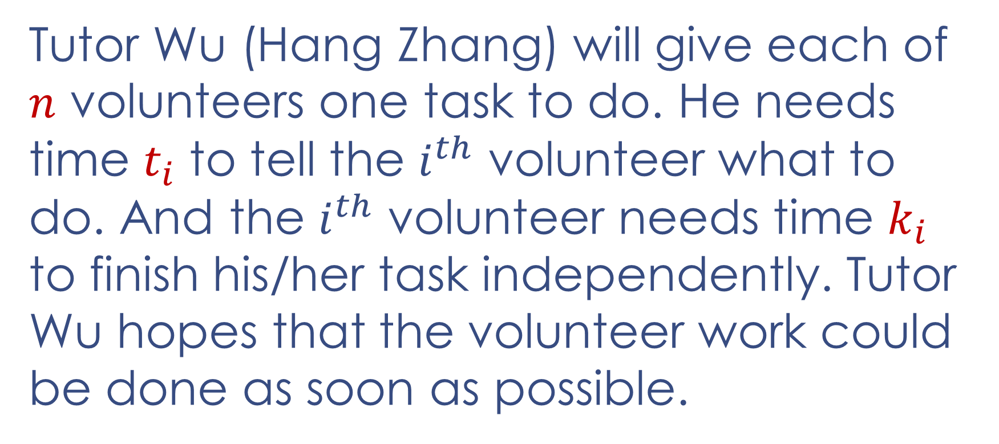 Tutor Wu (Hang Zhang) will give each of
n volunteers one task to do. He needs
time t_i to tell the i^{th} volunteer what to
do. And the i^{th} volunteer needs time k_i
to finish his/her task independently. Tutor
Wu hopes that the volunteer work could
be done as soon as possible.